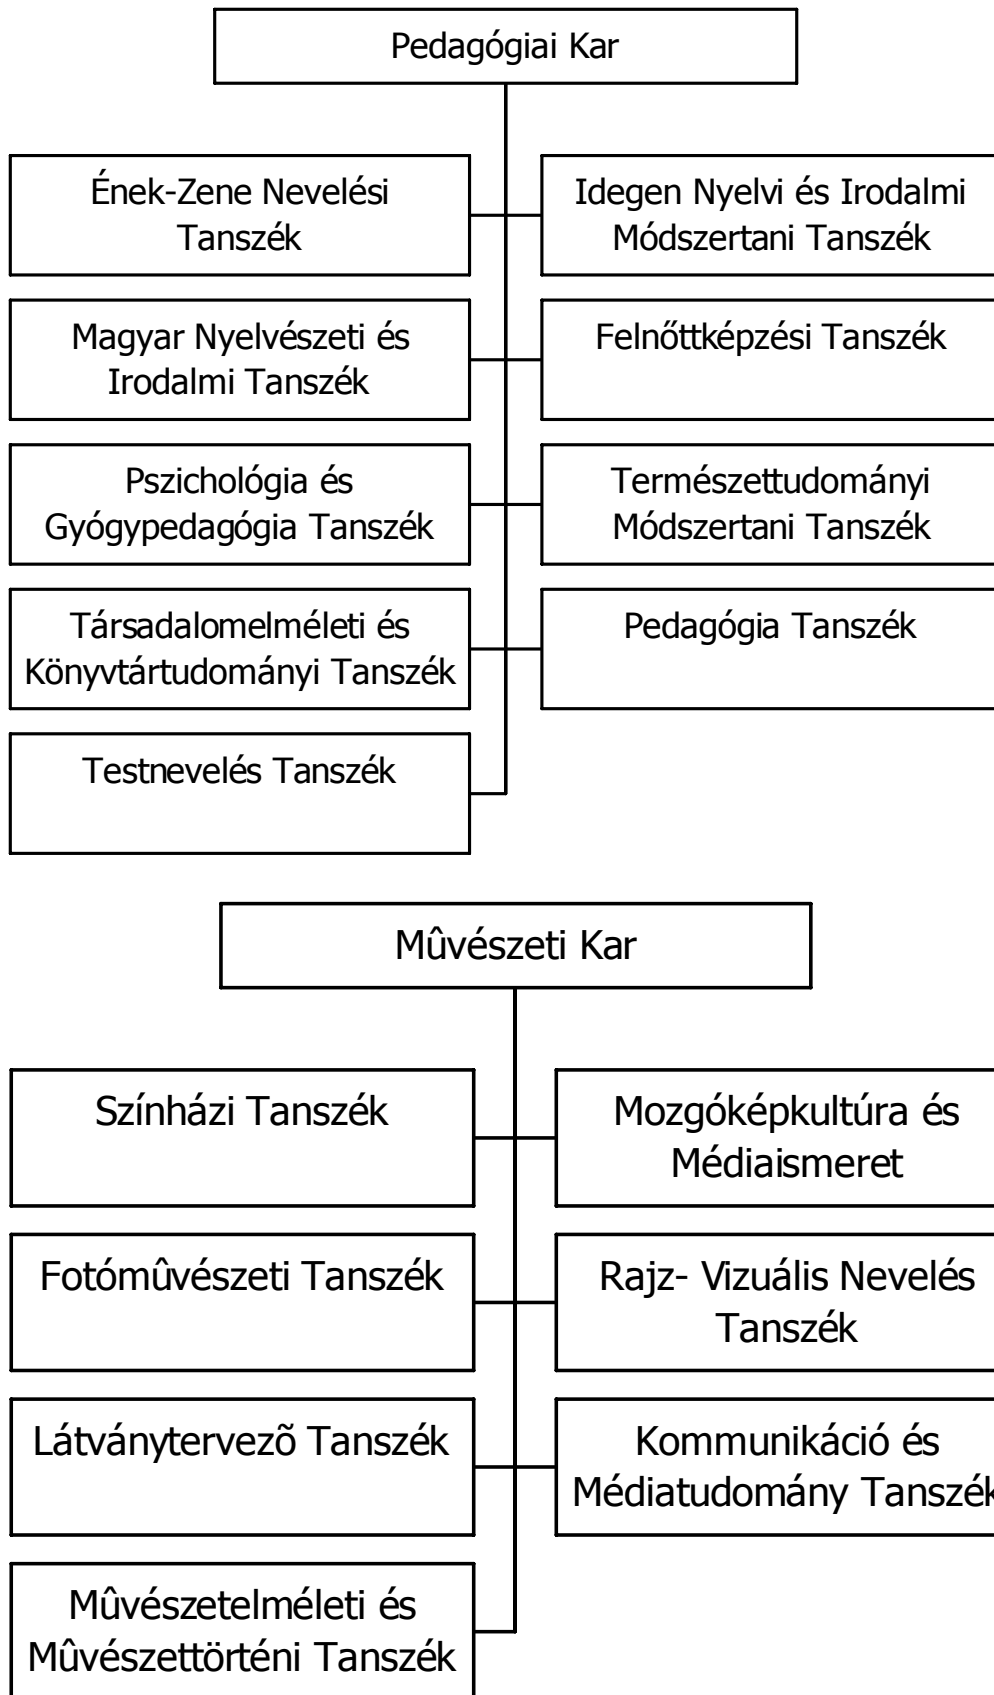 Pedagógiai Kar
Ének-Zene Nevelési
Tanszék
Idegen Nyelvi és Irodalmi
Módszertani Tanszék
Magyar Nyelvészeti és
Irodalmi Tanszék
Felnőttképzési Tanszék
Pszichológia és
Gyógypedagógia Tanszék
Természettudományi
Módszertani Tanszék
Társadalomelméleti és
Könyvtártudományi Tanszék
Pedagógia Tanszék
Testnevelés Tanszék
Mûvészeti Kar
Színházi Tanszék
Mozgóképkultúra és
Médiaismeret
Fotómûvészeti Tanszék
Rajz- Vizuális Nevelés
Tanszék
Látványtervezõ Tanszék
Kommunikáció és
Médiatudomány Tanszék
Mûvészetelméleti és
Mûvészettörténi Tanszék